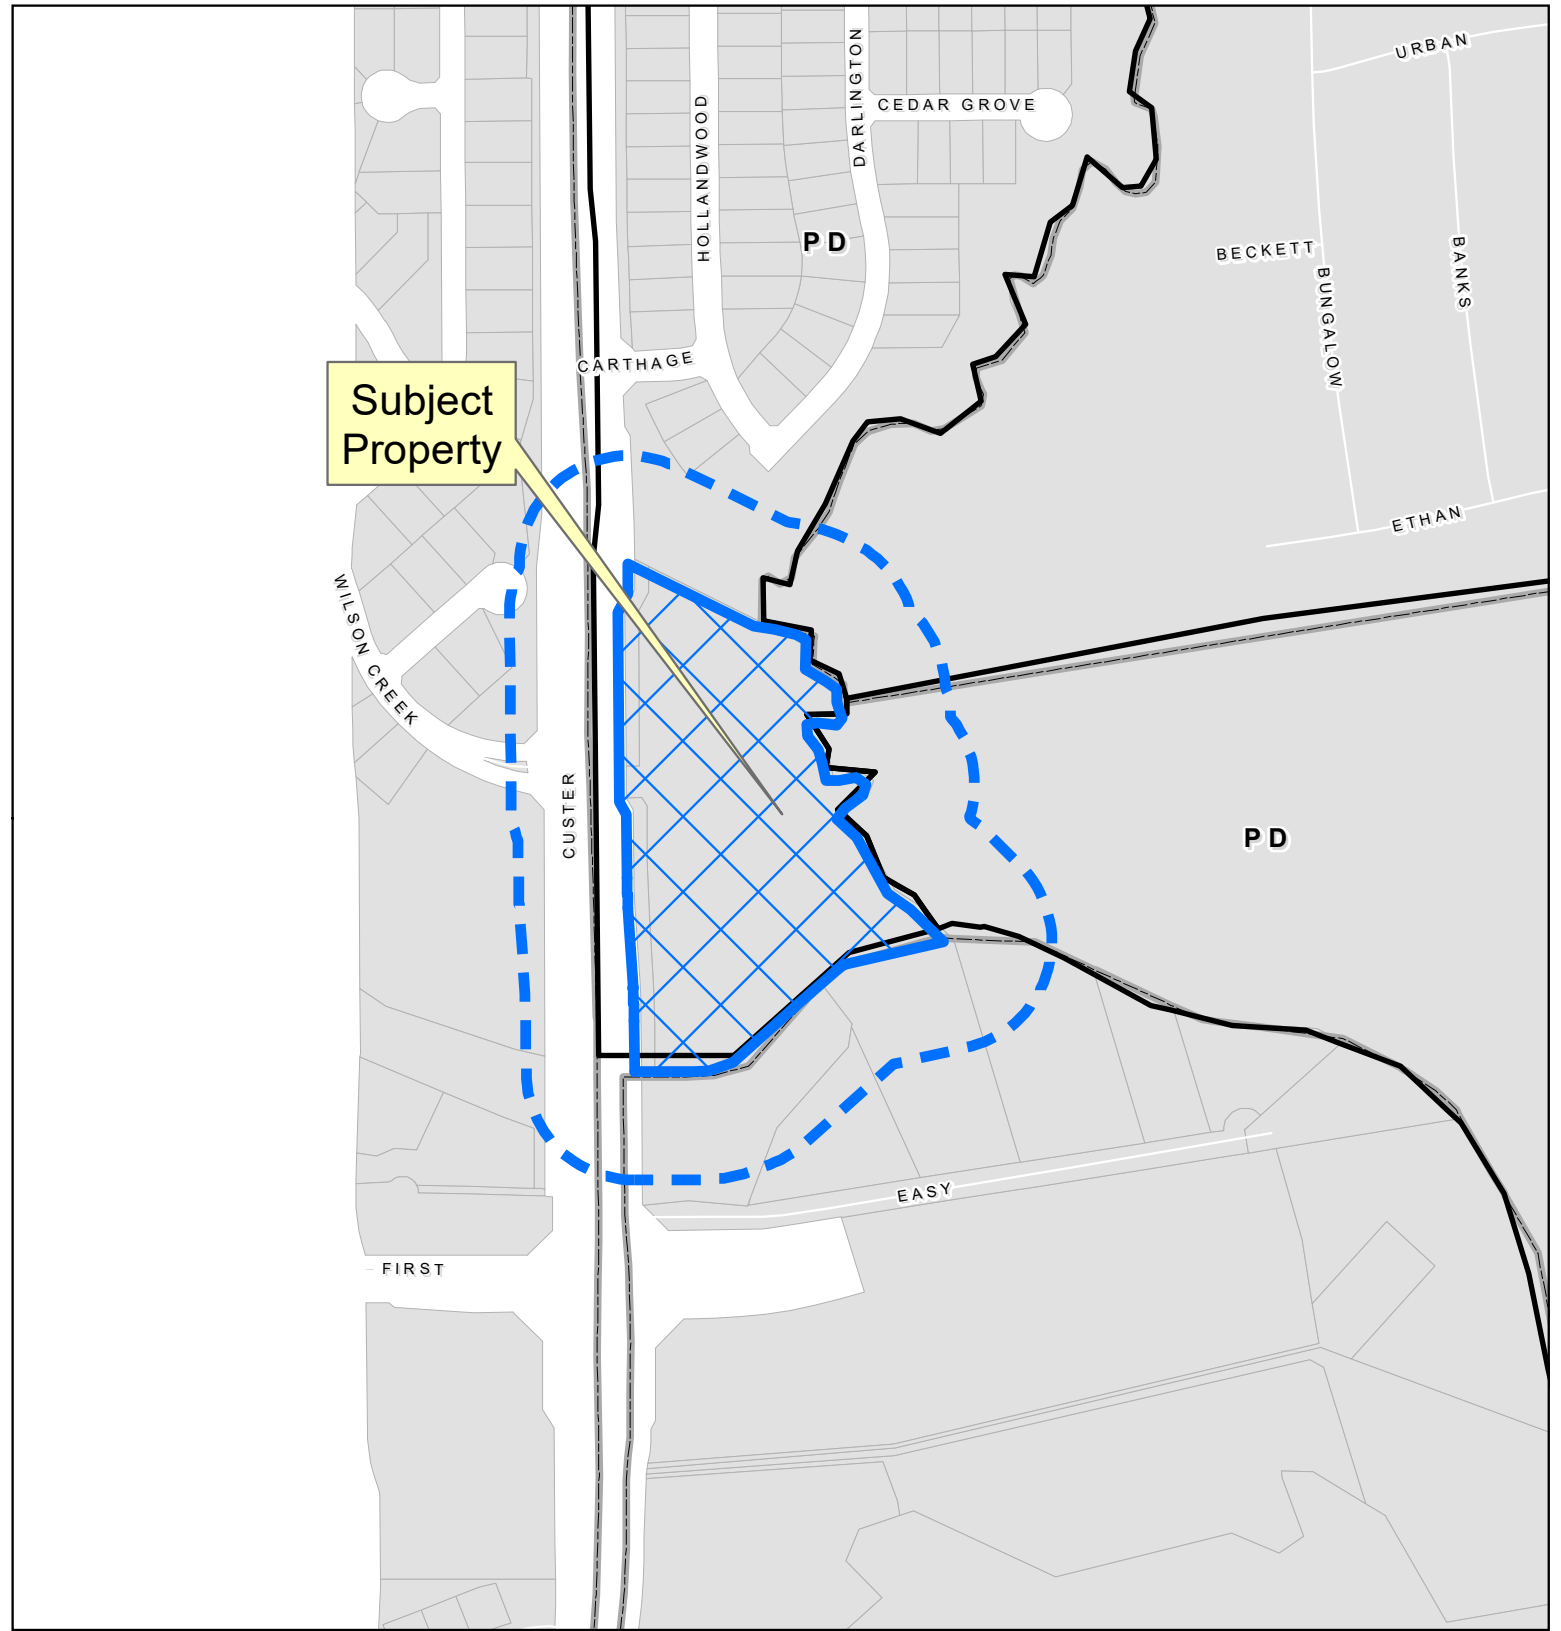 URBAN
DARLINGTON
CEDAR GROVE
HOLLANDWOOD
PD
BECKETT
BANKS
BUNGALOW
CARTHAGE
Subject
Property
ETHAN
WILSON CREEK
CUSTER
PD
EASY
FIRST